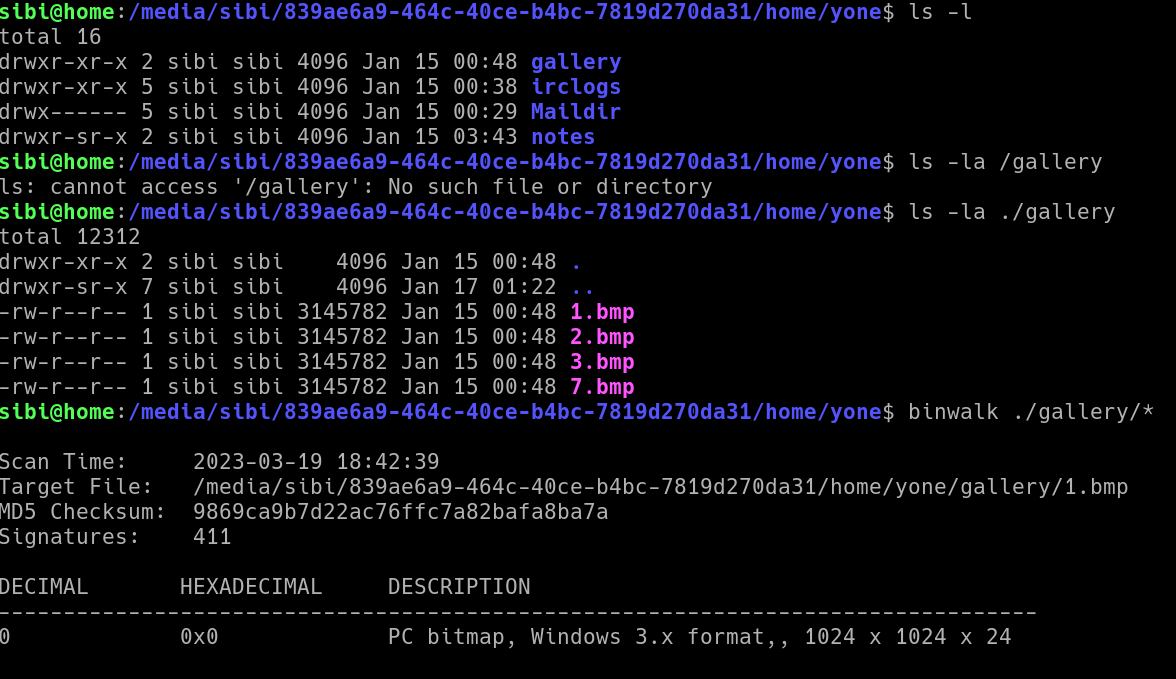 sibi@home:/media/sibi/839ae6a9-464c-40ce-b4bc-7819d270da31/home/yone$ ls -l
total 16
drwxr-xr-x 2 sibi sibi 4096 Jan 15 00:48 gallery
drwxr-xr-x 5 sibi sibi 4096 Jan 15 00:38 irclogs
drwx------ 5 sibi sibi 4096 Jan 15 00:29 Maildir
drwxr-sr-x 2 sibi sibi 4096 Jan 15 03:43 notes
sibi@home:/media/sibi/839ae6a9-464c-40ce-b4bc-7819d270da31/home/yone$ ls -la /gallery
ls: cannot access '/gallery': No such file or directory
sibi@home:/media/sibi/839ae6a9-464c-40ce-b4bc-7819d270da31/home/yone$ ls -la ./gallery
total 12312
drwxr-xr-x 2 sibi sibi    4096 Jan 15 00:48 .
drwxr-sr-x 7 sibi sibi    4096 Jan 17 01:22 ..
-rw-r--r-- 1 sibi sibi 3145782 Jan 15 00:48 1.bmp
-rw-r--r-- 1 sibi sibi 3145782 Jan 15 00:48 2.bmp
-rw-r--r-- 1 sibi sibi 3145782 Jan 15 00:48 3.bmp
-rw-r--r-- 1 sibi sibi 3145782 Jan 15 00:48 7.bmp
sibi@home:/media/sibi/839ae6a9-464c-40ce-b4bc-7819d270da31/home/yone$ binwalk ./gallery/*
Scan Time:     2023-03-19 18:42:39
Target File:   /media/sibi/839ae6a9-464c-40ce-b4bc-7819d270da31/home/yone/gallery/1.bmp
MD5 Checksum:  9869ca9b7d22ac76ffc7a82bafa8ba7a
Signatures:    411
DECIMAL       HEXADECIMAL     DESCRIPTION
--------------------------------------------------------------------------------
0             0x0             PC bitmap, Windows 3.x format,, 1024 x 1024 x 24